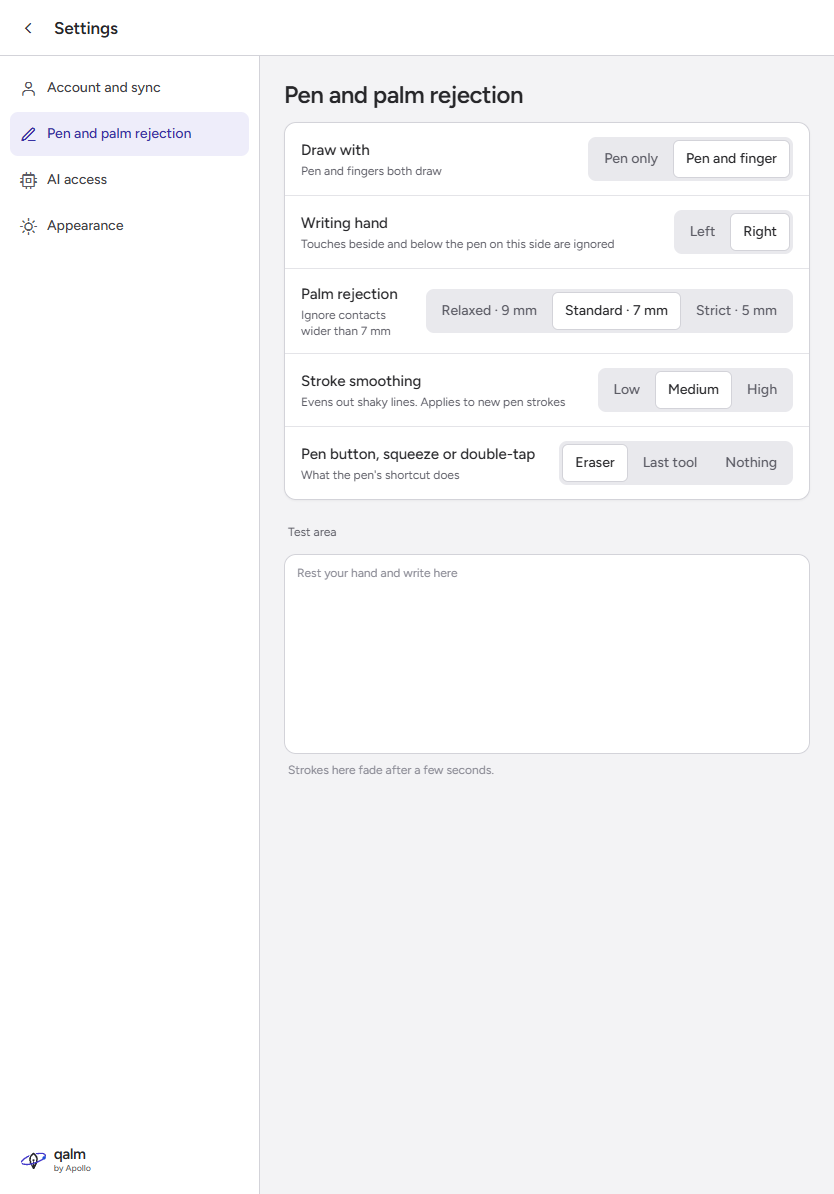 Settings
Account and sync
Pen and palm rejection
AI access
Appearance
Pen and palm rejection
Draw with
Pen and fingers both draw
Pen only
Pen and finger
Writing hand
Touches beside and below the pen on this side are ignored
Left
Right
Palm rejection
Ignore contacts
wider than 7 mm
Relaxed · 9 mm
Standard · 7 mm
Strict · 5 mm
Stroke smoothing
Evens out shaky lines. Applies to new pen strokes
Low
Medium
High
Pen button, squeeze or double-tap
What the pen's shortcut does
Eraser
Last tool
Nothing
Test area
Rest your hand and write here
Strokes here fade after a few seconds.
qalm
by Apollo